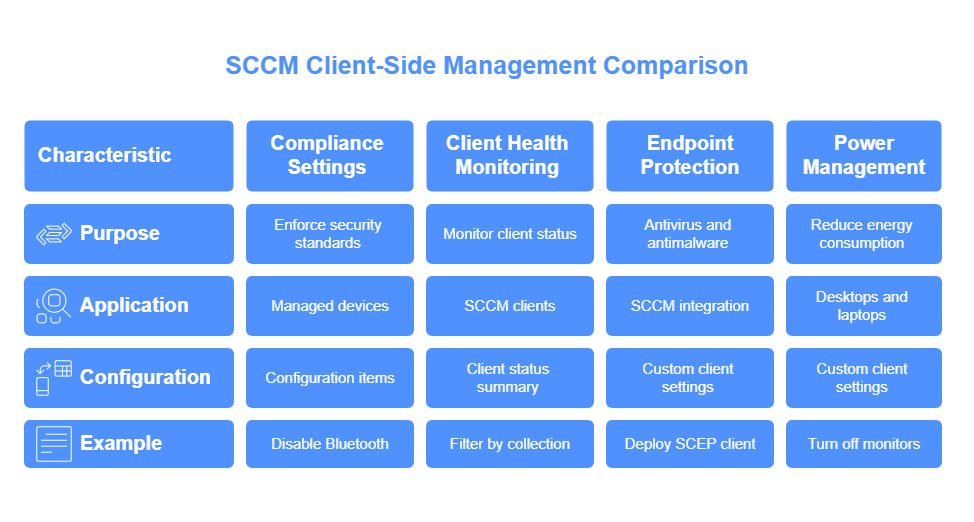 SCCM Client-Side Management Comparison
Characteristic
Compliance
Settings
Client Health
Monitoring
Endpoint
Protection
Power
Management
Purpose
Enforce security
standards
Monitor client status
Antivirus and
antimalware
Reduce energy
consumption
Application
Managed devices
SCCM clients
SCCM integration
Desktops and
laptops
Configuration
Configuration items
Client status
summary
Custom client
settings
Custom client
settings
Example
Disable Bluetooth
Filter by collection
Deploy SCEP client
Turn off monitors